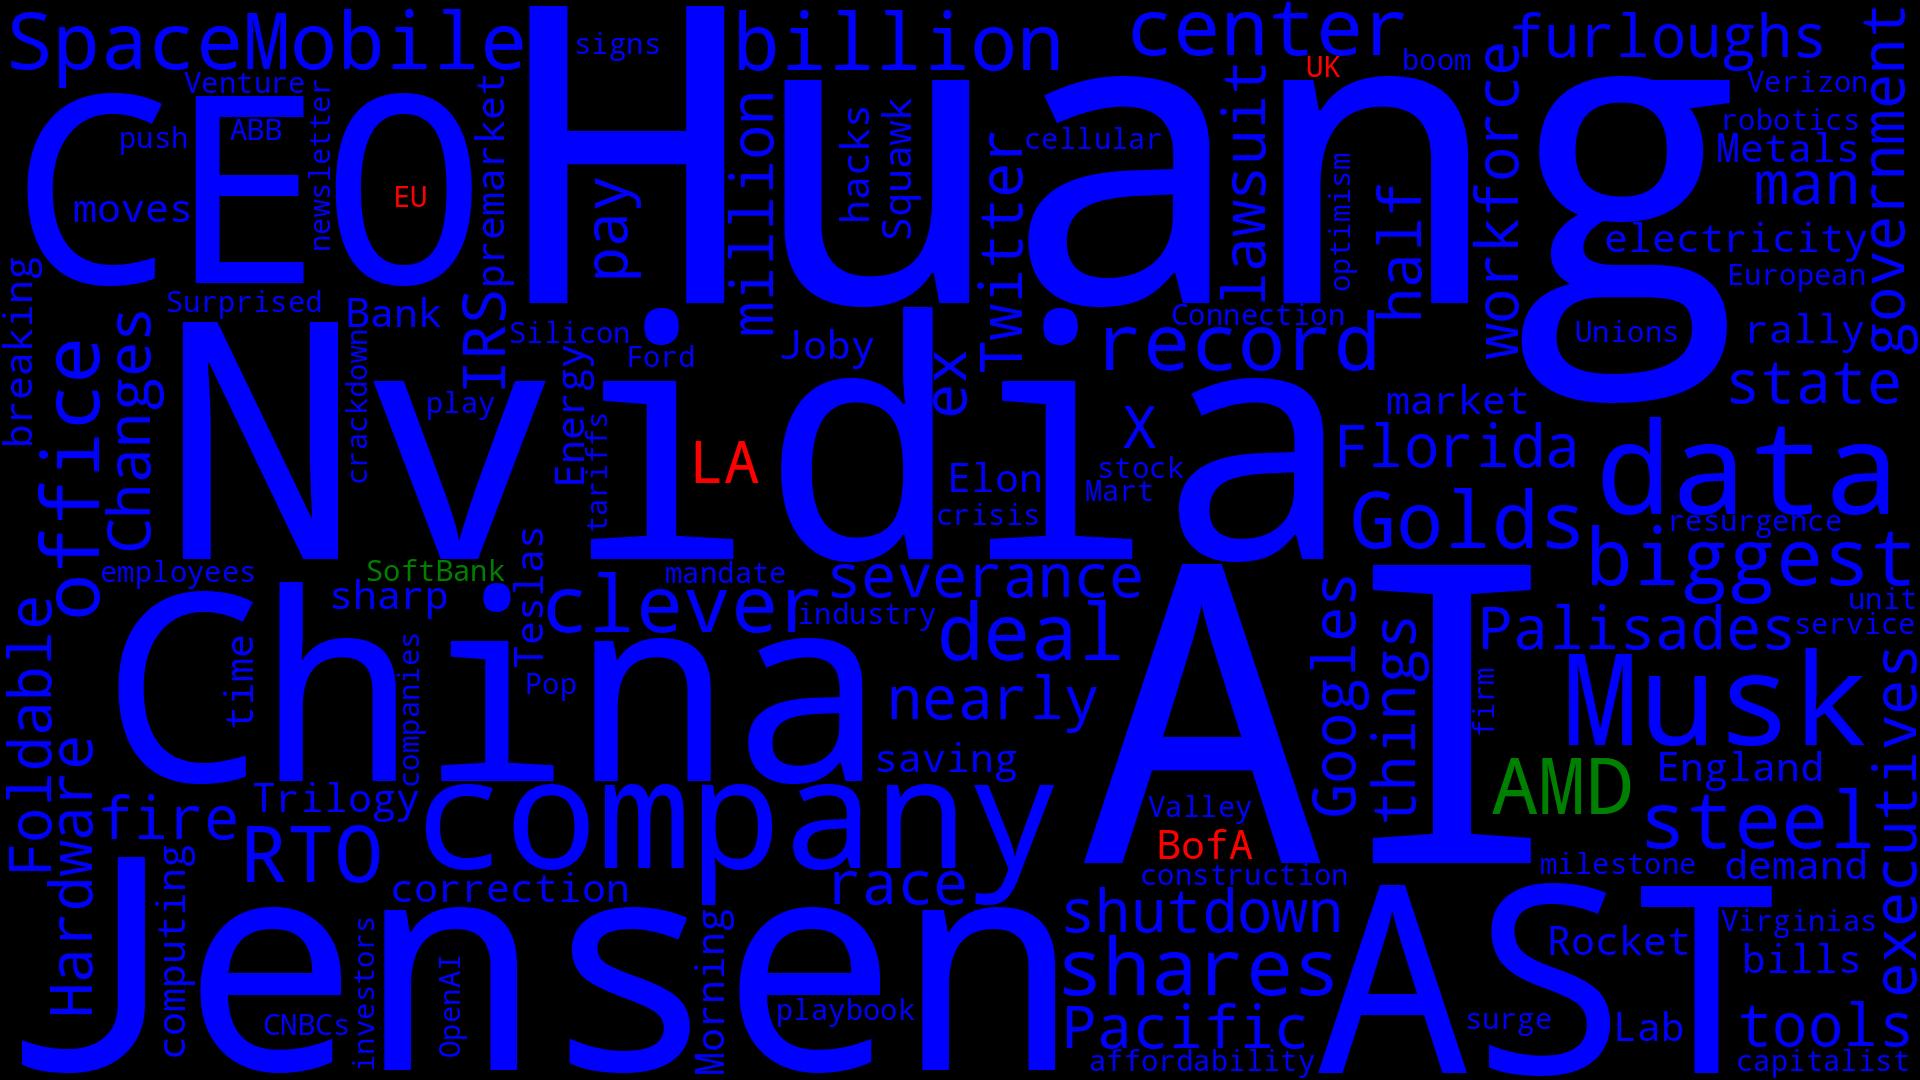 SpaceMobile
signs
billion
center
UK
boom
furloughs
government
Venture
newsletter
premarket
Huang
CEO
push
ABB
EU
moves
pay
million
hacks
Squawk
Twitter
cellular
lawsuit
optimism
half
workforce
Verizon
robotics
Metals
man
electricity
European
Unions
rally
state
breaking
Surprised
Bank
IRS
Silicon
Ford
Joby
Connection
record
office
Changes
Nvidia
crackdown
play
Energy
tariffs
LA
ex
X
Elon
stock
Mart
crisis
market
Florida
Golds
data
resurgence
biggest
employees
SoftBank
sharp
Teslas
mandate
severance
clever
industry
deal
AI
Googles
things
Palisades
unit
service
Foldable
China
time
companies
Pop
nearly
saving
firm
Musk
executives
Hardware
fire
Trilogy
RTO
company
Valley
BofA
AMD
England
steel
correction
race
construction
milestone
demand
Jensen
computing
CNBCs
investors
OpenAI
Morning
playbook
shutdown
shares
Pacific
affordability
AST
surge
Rocket
Lab
Virginias
bills
tools
capitalist